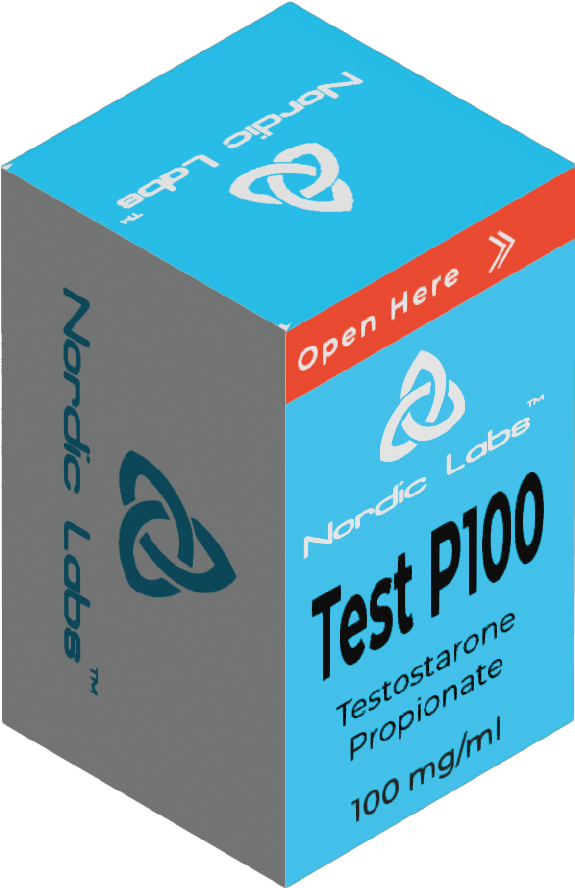 Nordic Labs™
Open Here »
Nordic Labs™
Test P100
Testostarone
Propionate
100 mg/ml
Nordic Labs™